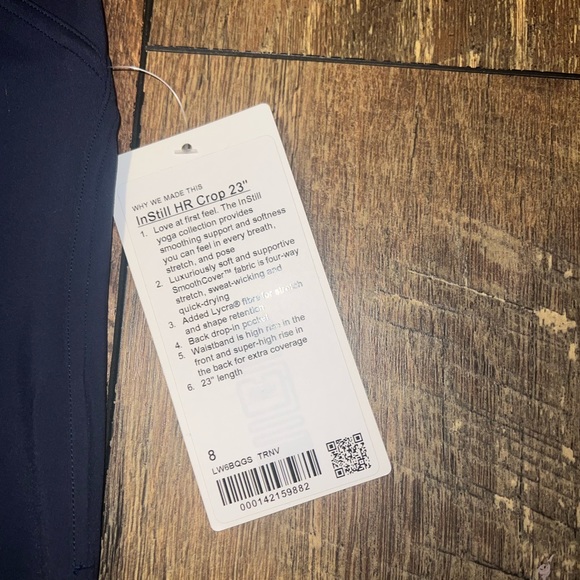 WHY WE MADE THIS
InStill HR Crop 23"
1. Love at first feel. The InStill
yoga collection provides
smoothing support and softness
you can feel in every breath,
stretch, and pose
2. Luxuriously soft and supportive
SmoothCover™ fabric is four-way
stretch, sweat-wicking and
quick-drying
3. Added Lycra® fibre for stretch
and shape retention
4. Back drop-in pocket
5. Waistband is high rise in the
front and super-high rise in
the back for extra coverage
6. 23" length
8
LW6BQGS TRNV
000142159882